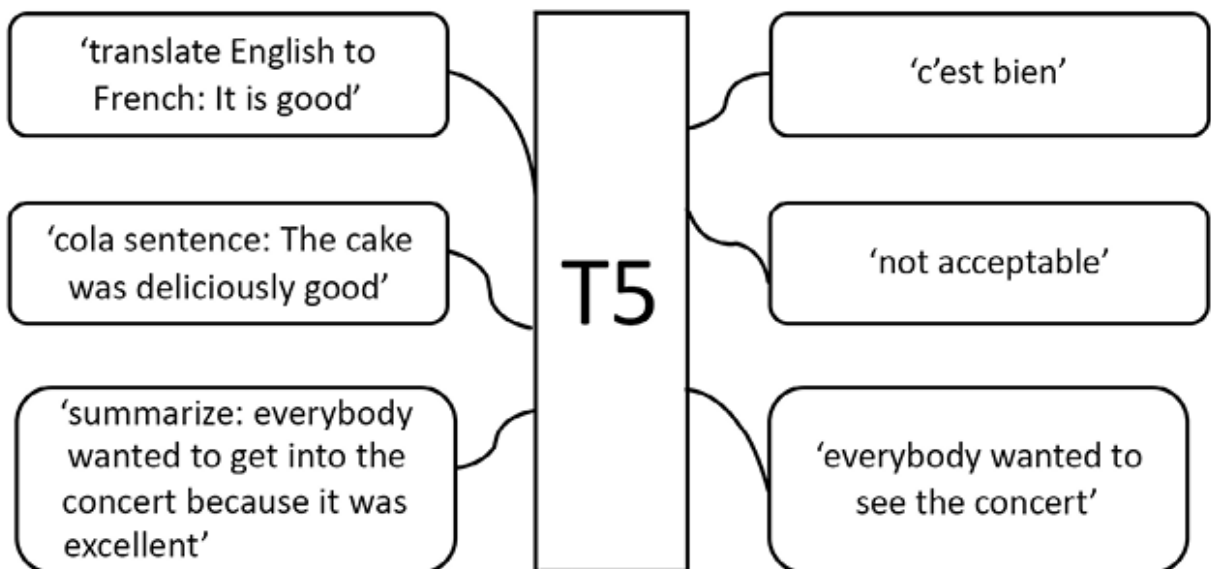 ‘translate English to
French: It is good’
‘cola sentence: The cake
was deliciously good’
‘summarize: everybody
wanted to get into the
concert because it was
excellent’
T5
‘c’est bien’
‘not acceptable’
‘everybody wanted to
see the concert’